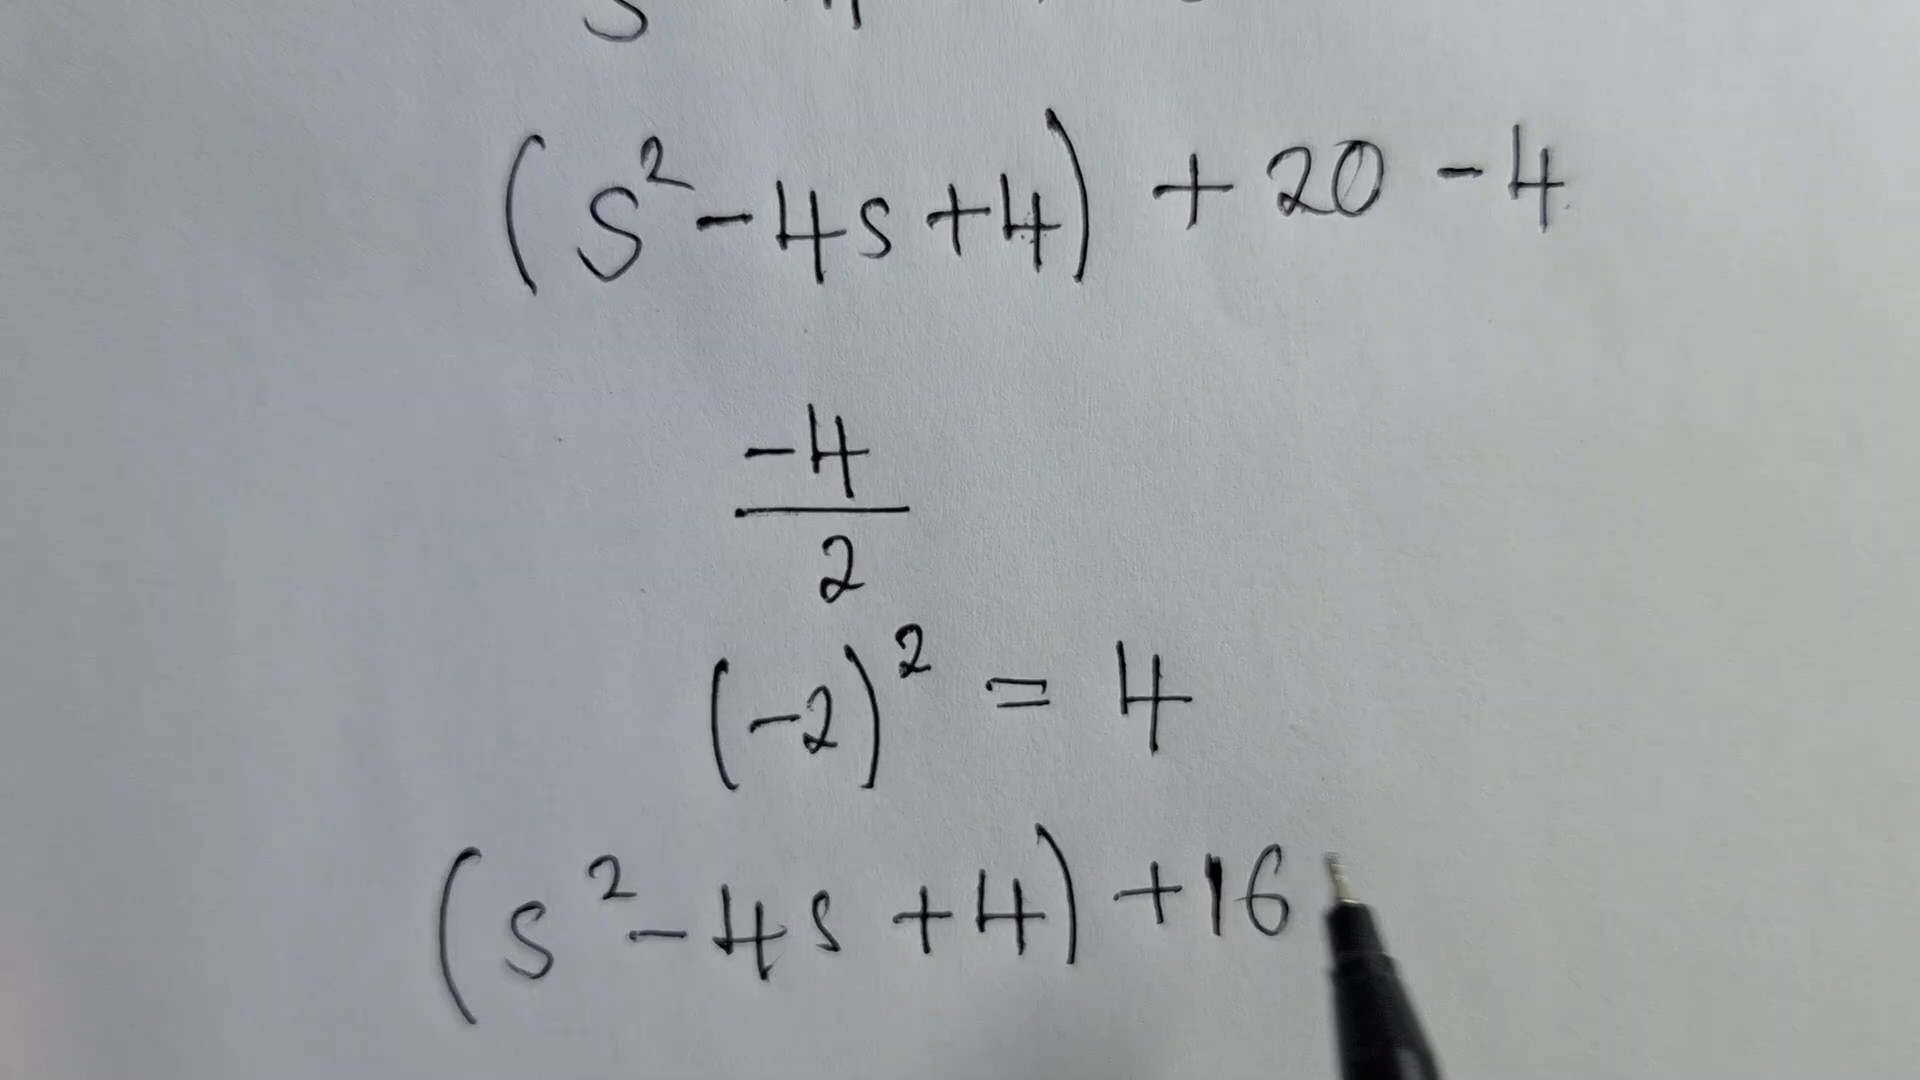 (s² - 4s + 4) + 20 - 4
-4
2
(-2)² = 4
(s² - 4s + 4) + 16